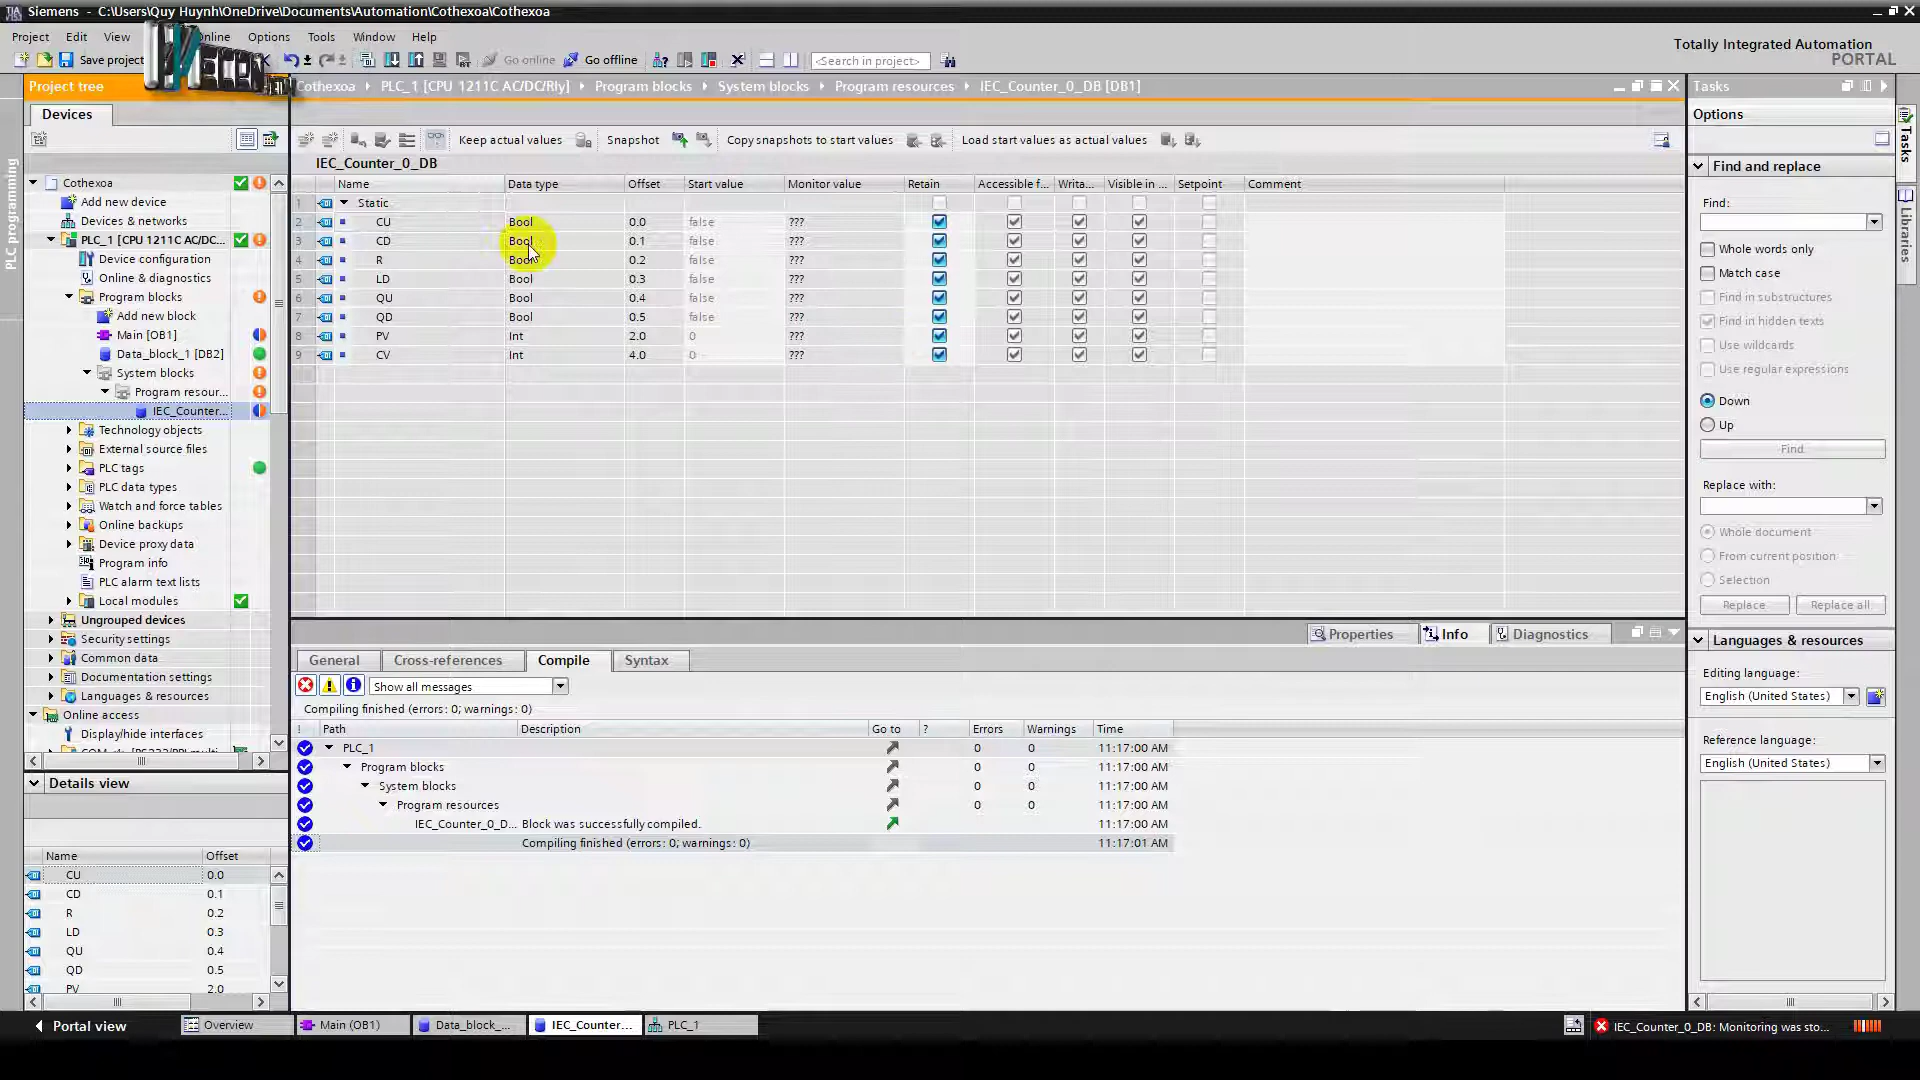 Siemens - C:\Users\Quy Huynh\OneDrive\Documents\Automation\Cothexoa\Cothexoa
Project Edit View Online Options Tools Window Help
Totally Integrated Automation
PORTAL
Save project Go online Go offline <Search in project>
Project tree
Cothexoa PLC_1 [CPU 1211C AC/DC/Rly] Program blocks System blocks Program resources IEC_Counter_0_DB [DB1]
Tasks
Devices
Options
Keep actual values Snapshot Copy snapshots to start values Load start values as actual values
PLC programming
Tasks
Libraries
IEC_Counter_0_DB
Name Data type Offset Start value Monitor value Retain Accessible f... Writa... Visible in ... Setpoint Comment
1 Static
2 CU Bool 0.0 false ???
3 CD Bool 0.1 false ???
4 R Bool 0.2 false ???
5 LD Bool 0.3 false ???
6 QU Bool 0.4 false ???
7 QD Bool 0.5 false ???
8 PV Int 2.0 0 ???
9 CV Int 4.0 0 ???
Cothexoa
Add new device
Devices & networks
PLC_1 [CPU 1211C AC/DC...
Device configuration
Online & diagnostics
Program blocks
Add new block
Main [OB1]
Data_block_1 [DB2]
System blocks
Program resour...
IEC_Counter...
Technology objects
External source files
PLC tags
PLC data types
Watch and force tables
Online backups
Device proxy data
Program info
PLC alarm text lists
Local modules
Ungrouped devices
Security settings
Common data
Documentation settings
Languages & resources
Online access
Display/hide interfaces
Details view
Name Offset
CU 0.0
CD 0.1
R 0.2
LD 0.3
QU 0.4
QD 0.5
PV 2.0
Properties Info Diagnostics
General Cross-references Compile Syntax
Show all messages
Compiling finished (errors: 0; warnings: 0)
! Path Description Go to ? Errors Warnings Time
PLC_1 0 0 11:17:00 AM
Program blocks 0 0 11:17:00 AM
System blocks 0 0 11:17:00 AM
Program resources 0 0 11:17:00 AM
IEC_Counter_0_D... Block was successfully compiled. 11:17:00 AM
Compiling finished (errors: 0; warnings: 0) 11:17:01 AM
Find and replace
Find:
Whole words only
Match case
Find in substructures
Find in hidden texts
Use wildcards
Use regular expressions
Down
Up
Find
Replace with:
Whole document
From current position
Selection
Replace Replace all
Languages & resources
Editing language:
English (United States)
Reference language:
English (United States)
Portal view Overview Main (OB1) Data_block_... IEC_Counter... PLC_1 IEC_Counter_0_DB: Monitoring was sto...